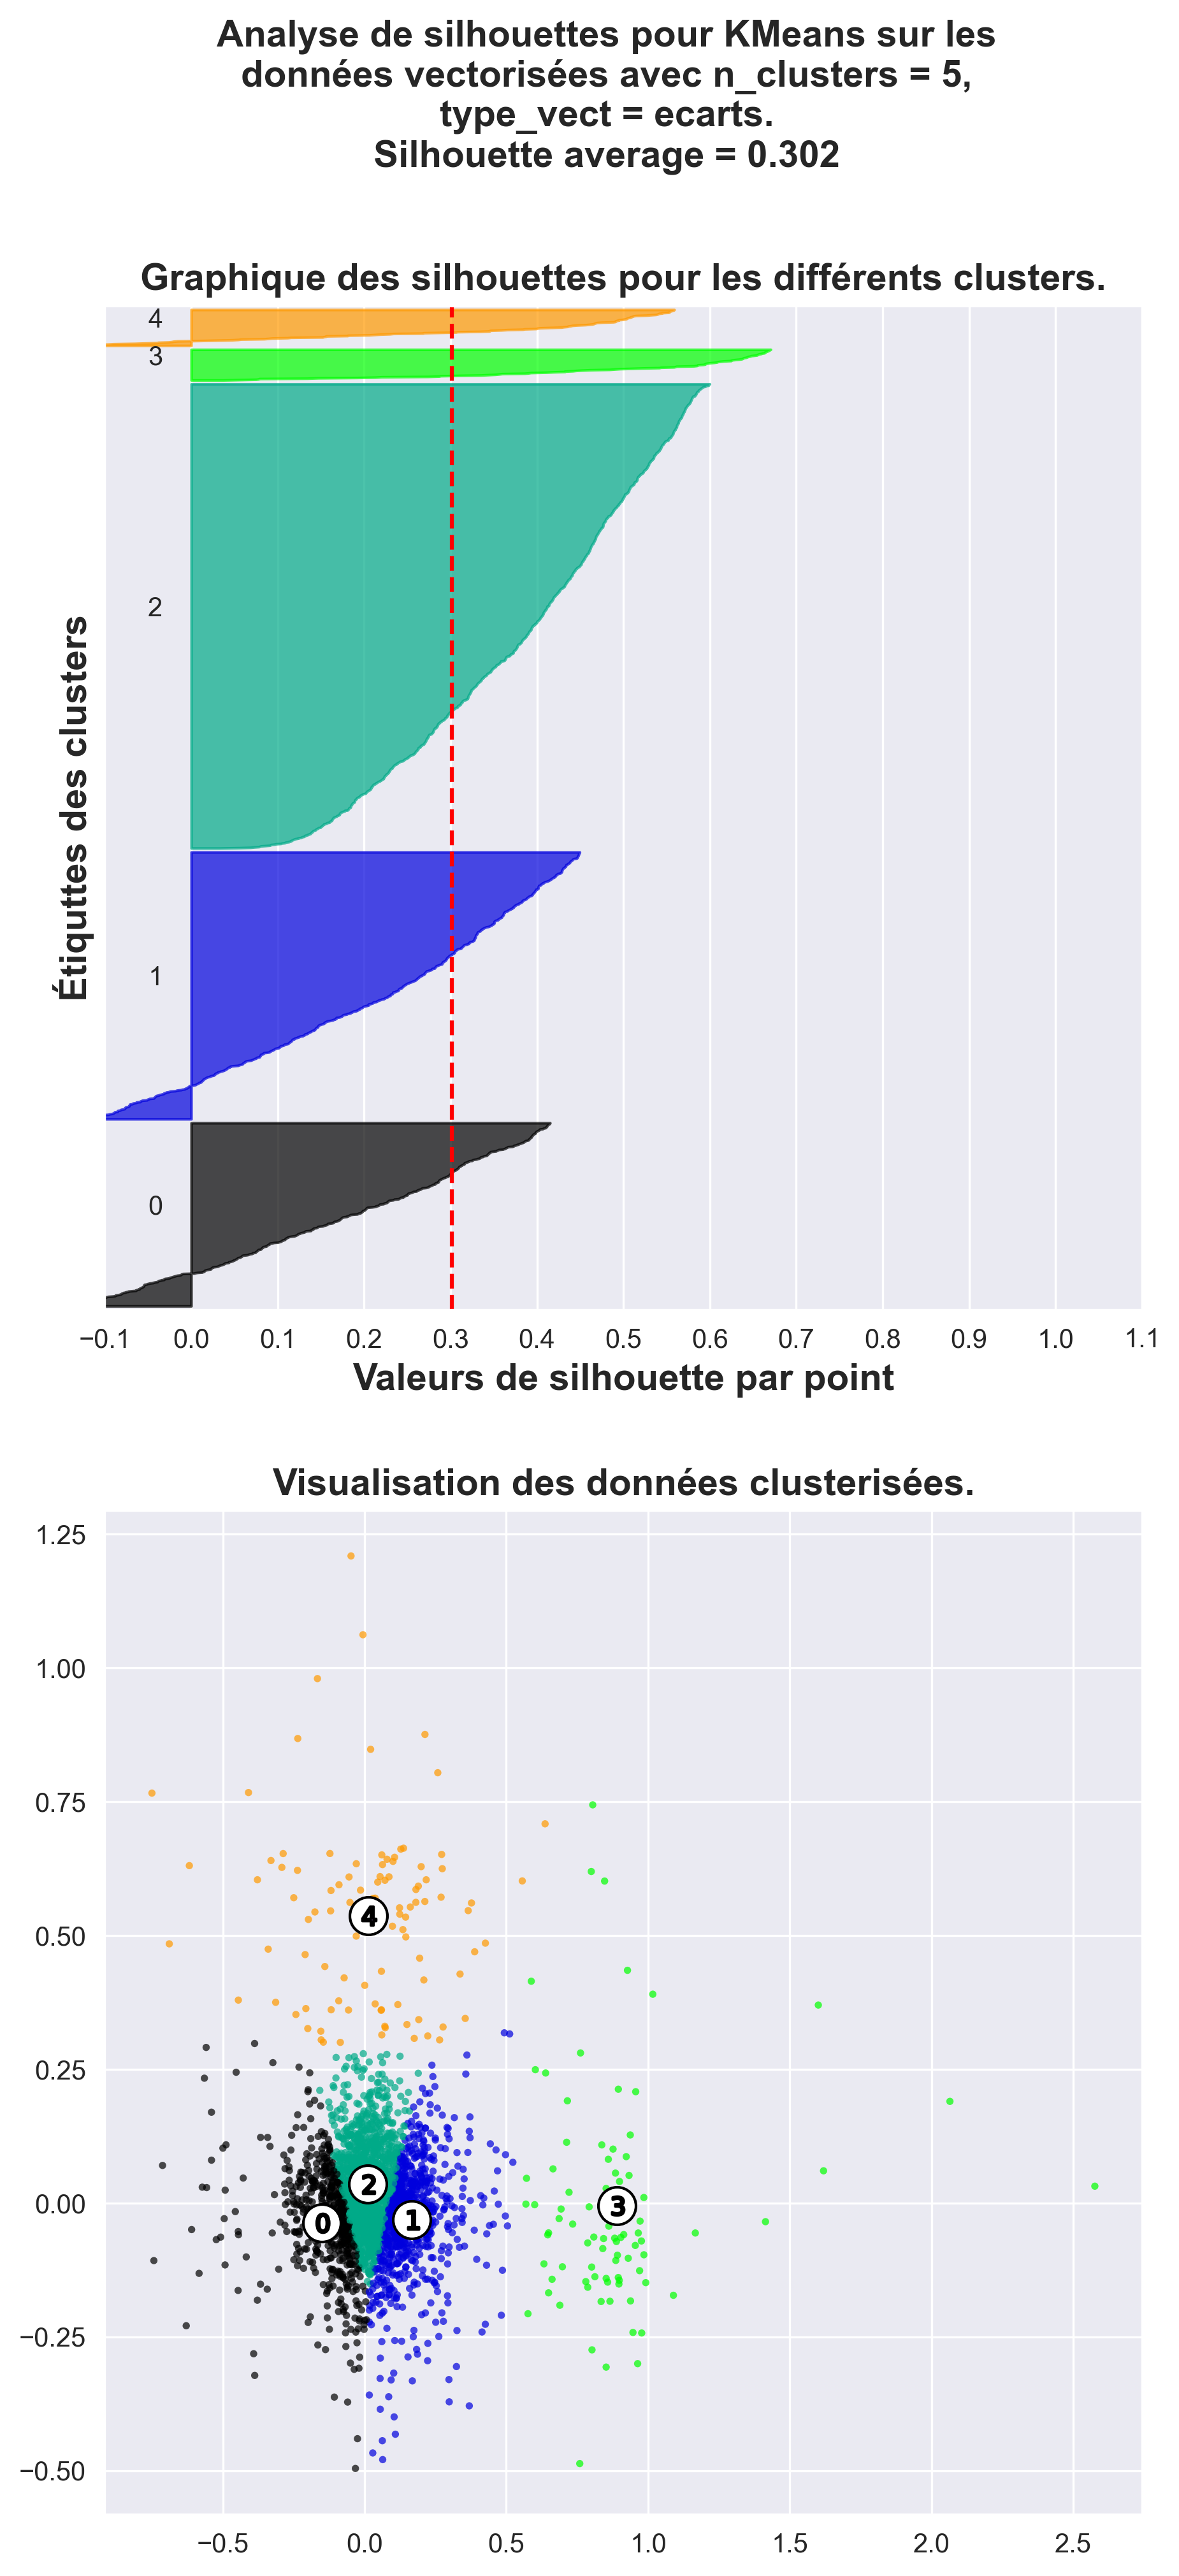 Analyse de silhouettes pour KMeans sur les
données vectorisées avec n_clusters = 5,
type_vect = ecarts.
Silhouette average = 0.302
Graphique des silhouettes pour les différents clusters.
4
3
2
1
0
Étiquttes des clusters
−0.1 0.0 0.1 0.2 0.3 0.4 0.5 0.6 0.7 0.8 0.9 1.0 1.1
Valeurs de silhouette par point
Visualisation des données clusterisées.
1.25
1.00
0.75
0.50
0.25
0.00
−0.25
−0.50
4
2
3
1
0
−0.5 0.0 0.5 1.0 1.5 2.0 2.5